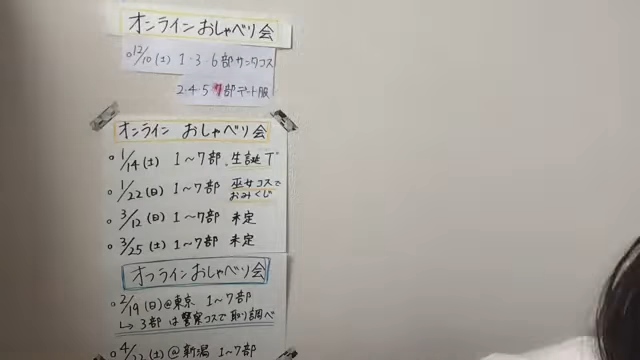 オンラインおしゃべり会
○12/10(土) 1・3・6部 サンタコス
2・4・5・7部 デート服
オンライン おしゃべり会
○1/14(土) 1〜7部 生誕T
○1/22(日) 1〜7部 巫女コスで
おみくじ
○3/12(日) 1〜7部 未定
○3/25(土) 1〜7部 未定
オフラインおしゃべり会
○2/19(日)@東京 1〜7部
↳3部は警察コスで取り調べ
○4/22(土)@新潟 1〜7部